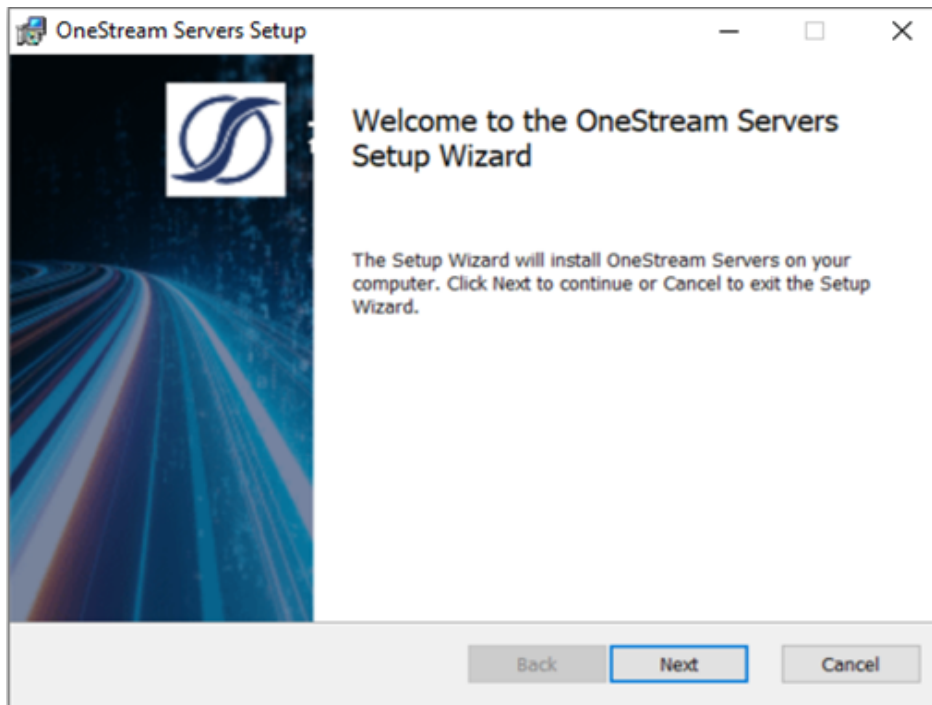 OneStream Servers Setup
Welcome to the OneStream Servers
Setup Wizard
The Setup Wizard will install OneStream Servers on your
computer. Click Next to continue or Cancel to exit the Setup
Wizard.
Back
Next
Cancel